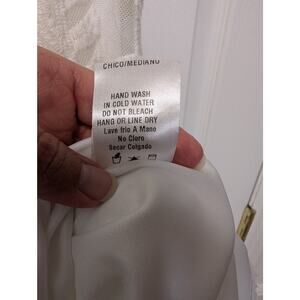 CHICO/MEDIANO
HAND WASH
IN COLD WATER
DO NOT BLEACH
HANG OR LINE DRY
Lave frio A Mano
No Cloro
Secar Colgado